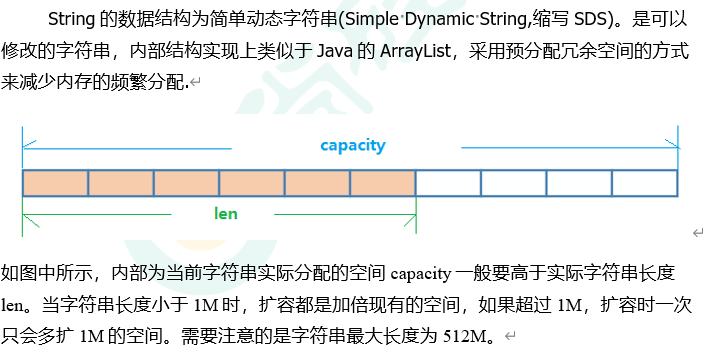 String 的数据结构为简单动态字符串(Simple Dynamic String,缩写 SDS)。是可以
修改的字符串，内部结构实现上类似于 Java 的 ArrayList，采用预分配冗余空间的方式
来减少内存的频繁分配.
capacity
len
如图中所示，内部为当前字符串实际分配的空间 capacity 一般要高于实际字符串长度
len。当字符串长度小于 1M 时，扩容都是加倍现有的空间，如果超过 1M，扩容时一次
只会多扩 1M 的空间。需要注意的是字符串最大长度为 512M。